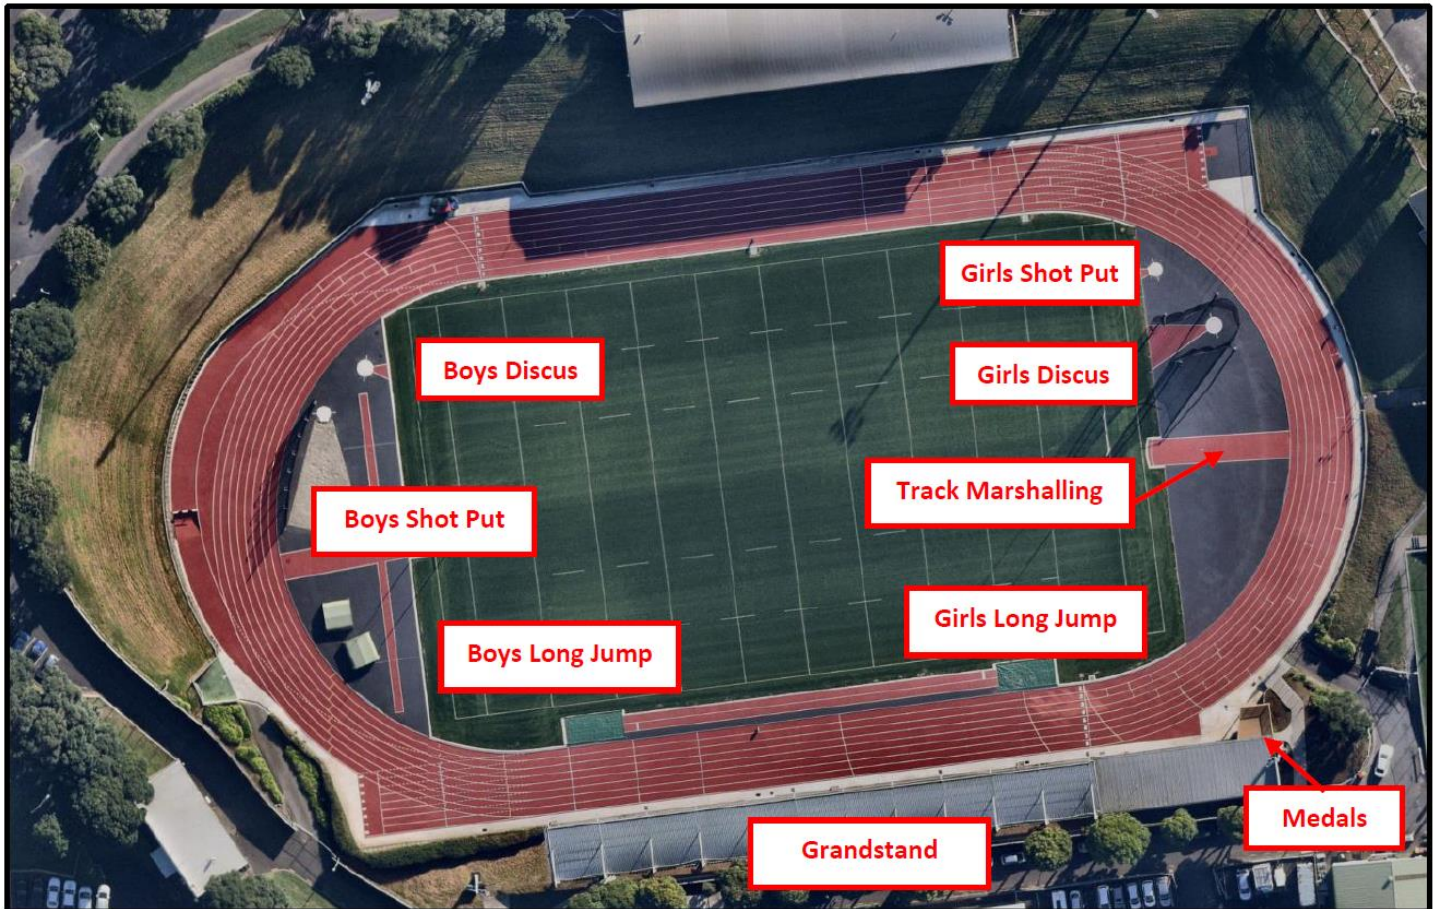 Girls Shot Put
Boys Discus
Girls Discus
Track Marshalling
Boys Shot Put
Girls Long Jump
Boys Long Jump
Medals
Grandstand